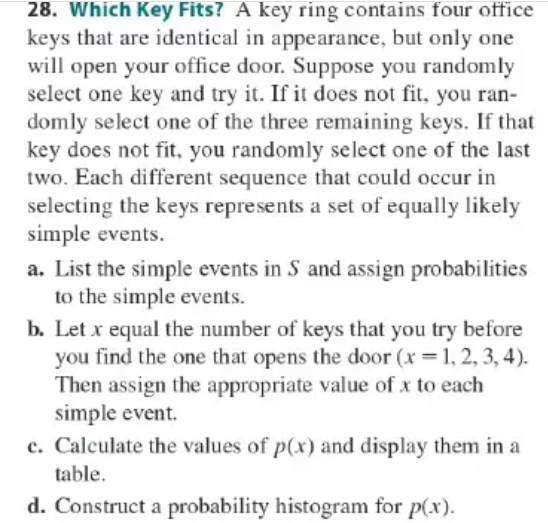 28. Which Key Fits? A key ring contains four office
keys that are identical in appearance, but only one
will open your office door. Suppose you randomly
select one key and try it. If it does not fit, you ran-
domly select one of the three remaining keys. If that
key does not fit, you randomly select one of the last
two. Each different sequence that could occur in
selecting the keys represents a set of equally likely
simple events.
a. List the simple events in S and assign probabilities
to the simple events.
b. Let x equal the number of keys that you try before
you find the one that opens the door (x = 1, 2, 3, 4).
Then assign the appropriate value of x to each
simple event.
c. Calculate the values of p(x) and display them in a
table.
d. Construct a probability histogram for p(x).